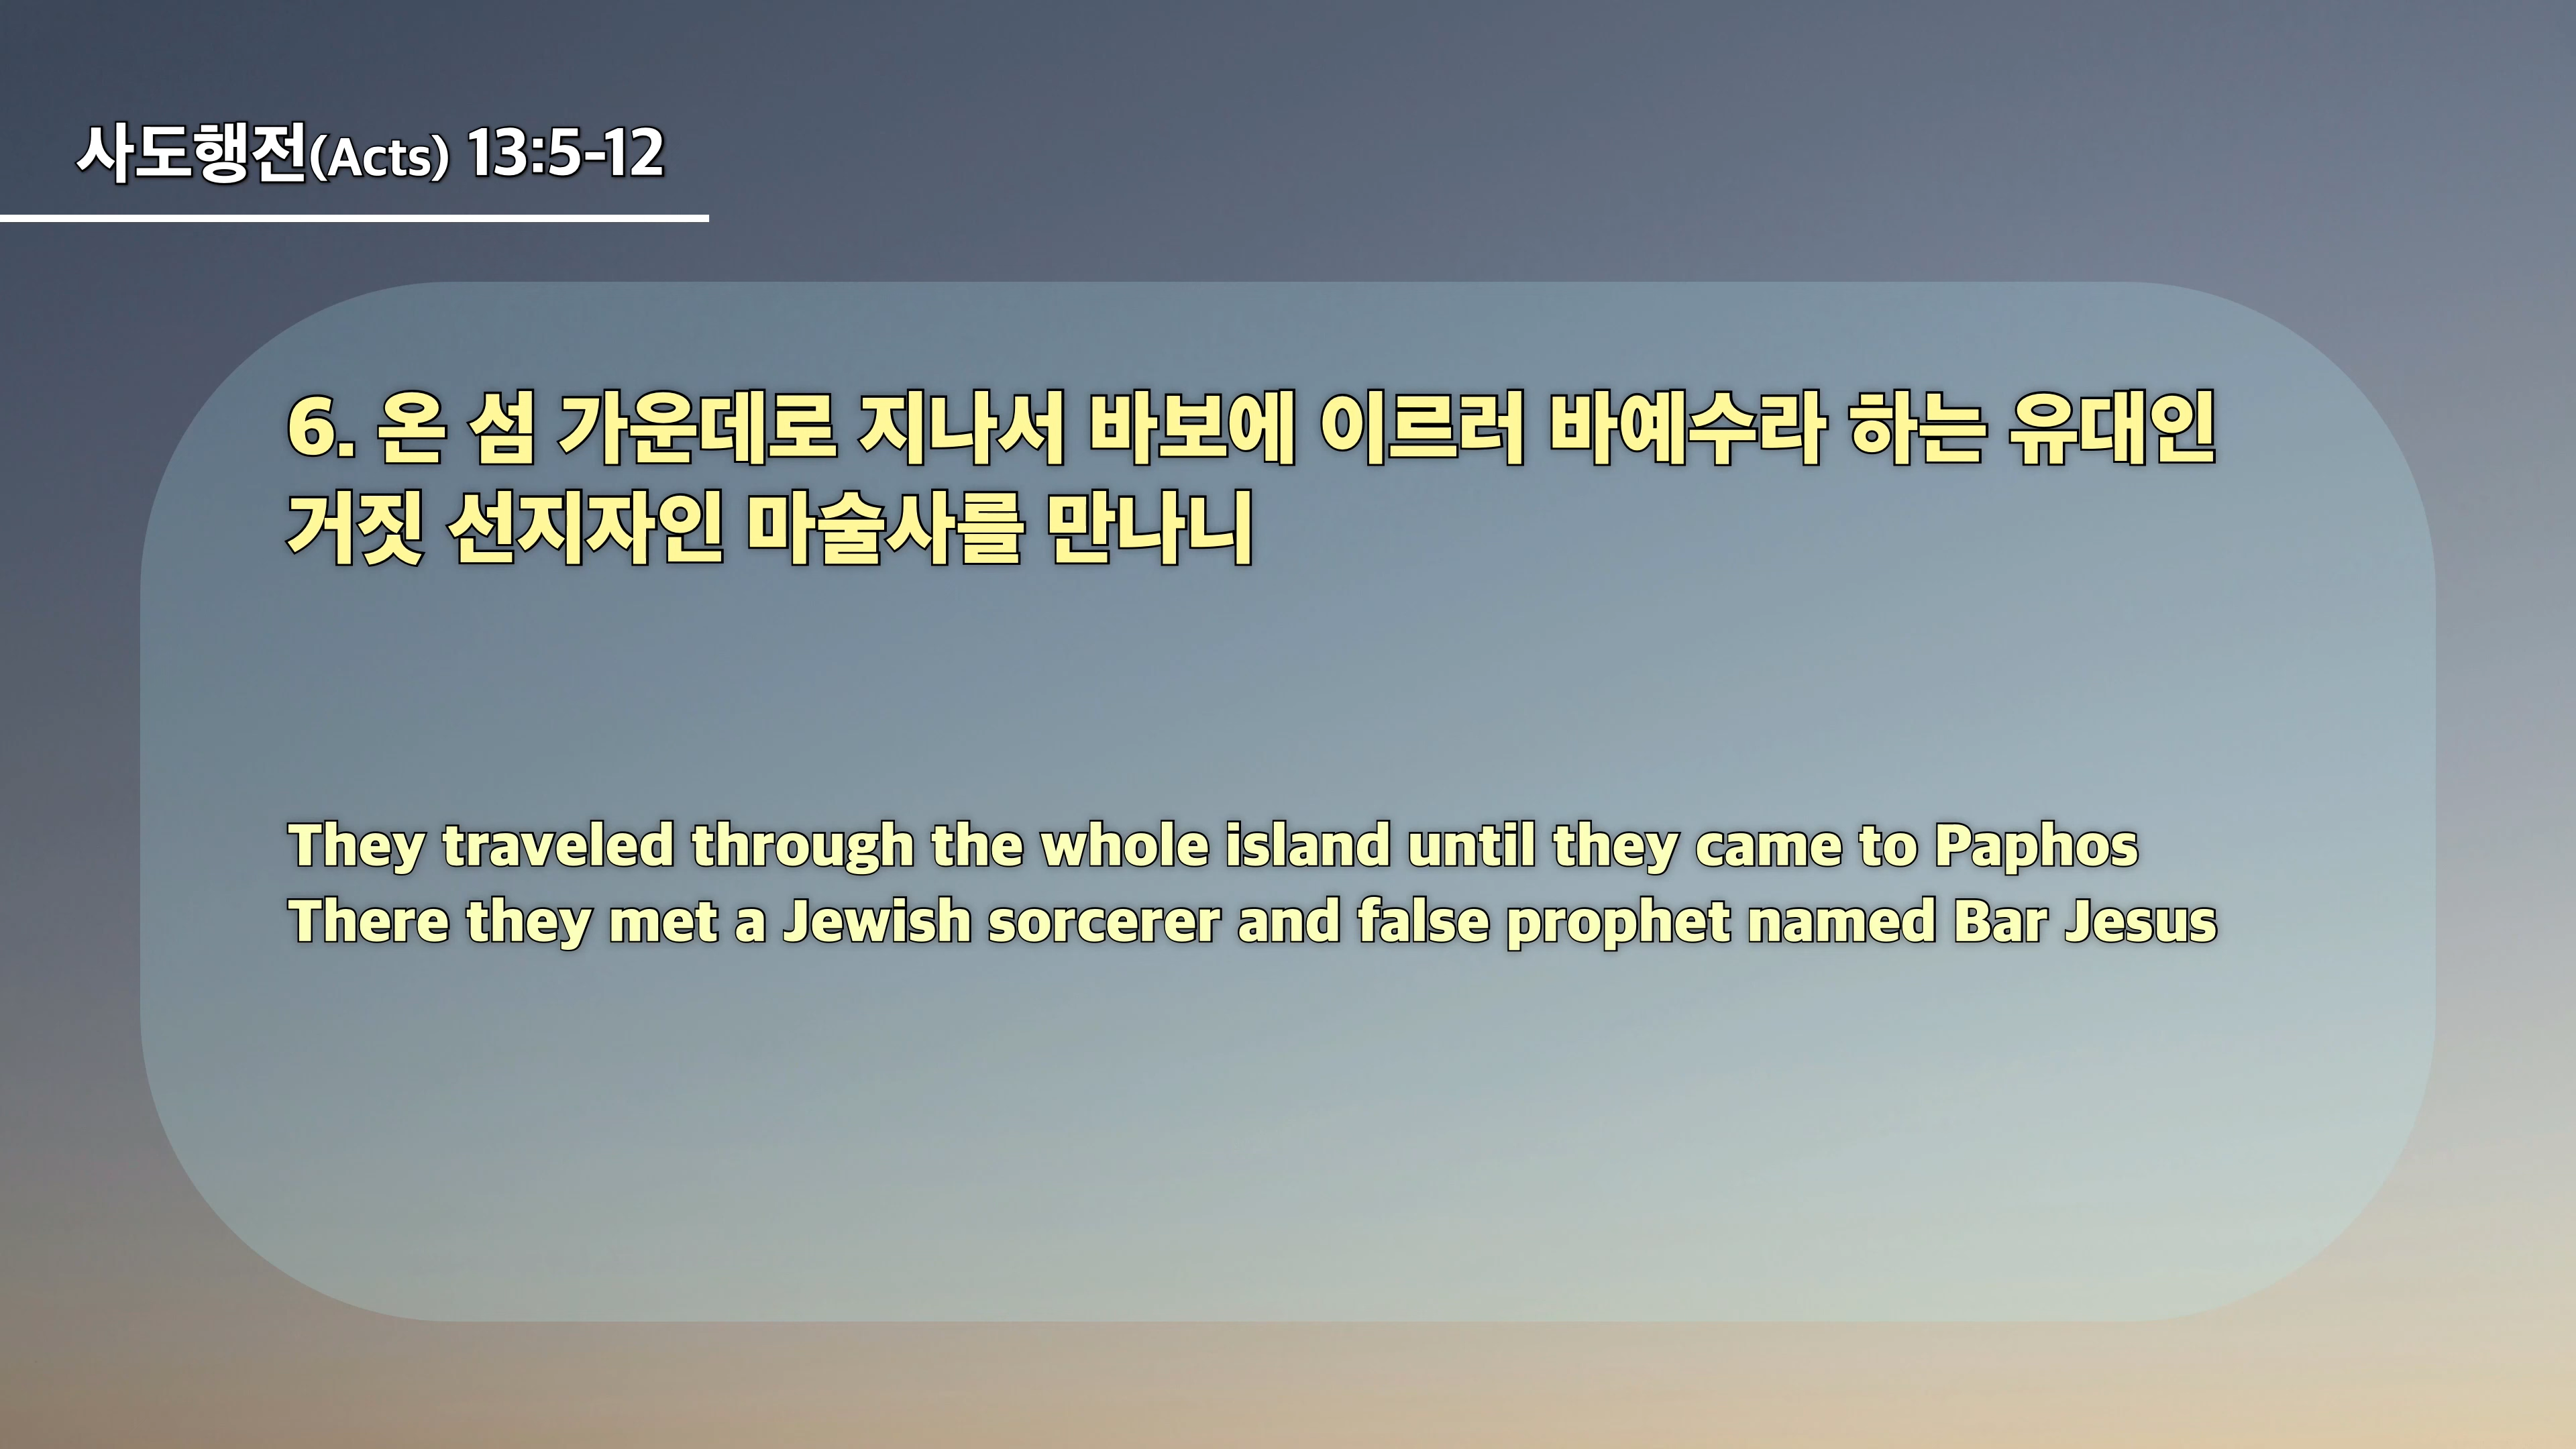 사도행전(Acts) 13:5-12
6. 온 섬 가운데로 지나서 바보에 이르러 바예수라 하는 유대인
거짓 선지자인 마술사를 만나니
They traveled through the whole island until they came to Paphos
There they met a Jewish sorcerer and false prophet named Bar Jesus